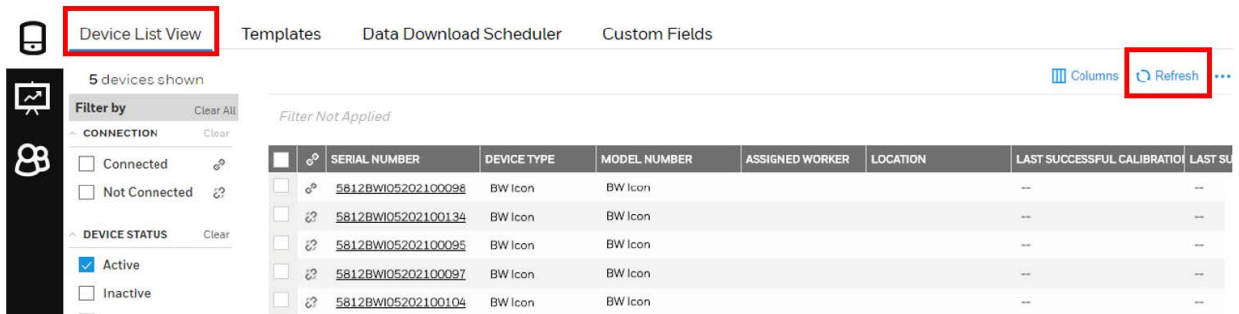 Device List View Templates Data Download Scheduler Custom Fields
5 devices shown
Columns Refresh
Filter by Clear All
Filter Not Applied
CONNECTION Clear
Connected
Not Connected
DEVICE STATUS Clear
Active
Inactive
SERIAL NUMBER DEVICE TYPE MODEL NUMBER ASSIGNED WORKER LOCATION LAST SUCCESSFUL CALIBRATIO LAST SU
5812BWI05202100098 BW Icon BW Icon -- --
5812BWI05202100134 BW Icon BW Icon -- --
5812BWI05202100095 BW Icon BW Icon -- --
5812BWI05202100097 BW Icon BW Icon -- --
5812BWI05202100104 BW Icon BW Icon -- --